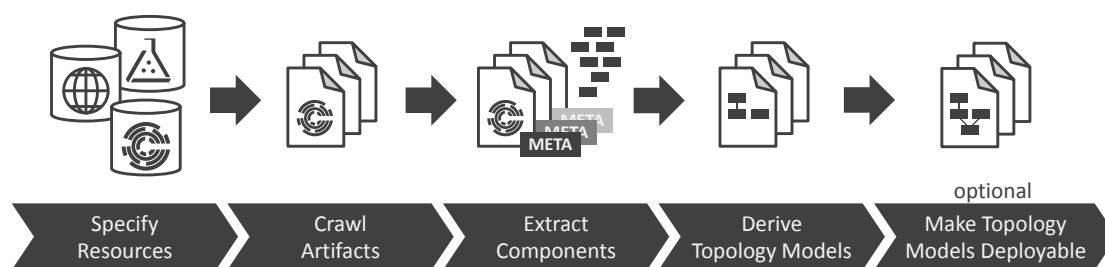 META
META
META
optional
Specify
Resources
Crawl
Artifacts
Extract
Components
Derive
Topology Models
Make Topology
Models Deployable